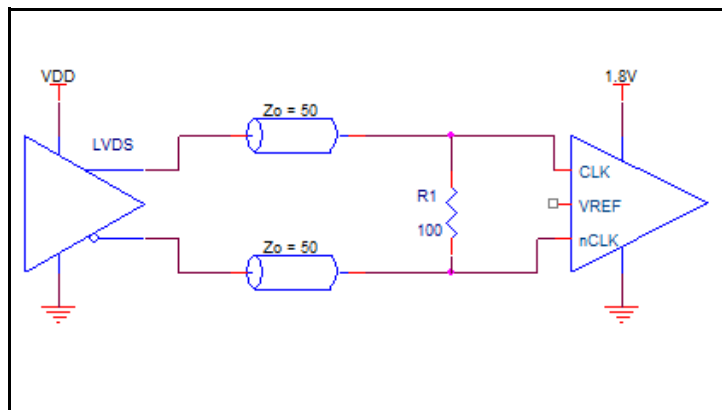 VDD
1.8V
Zo = 50
LVDS
CLK
R1
VREF
100
nCLK
Zo = 50